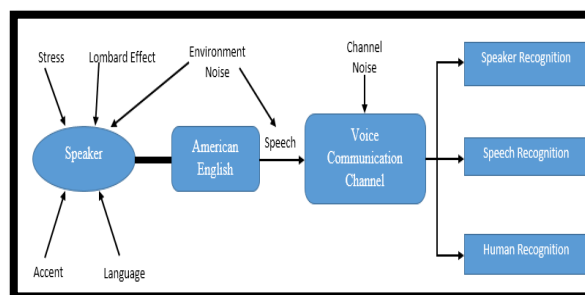 Stress
Lombard Effect
Environment
Noise
Channel
Noise
Speaker Recognition
Speaker
American
English
Speech
Voice
Communication
Channel
Speech Recognition
Accent
Language
Human Recognition